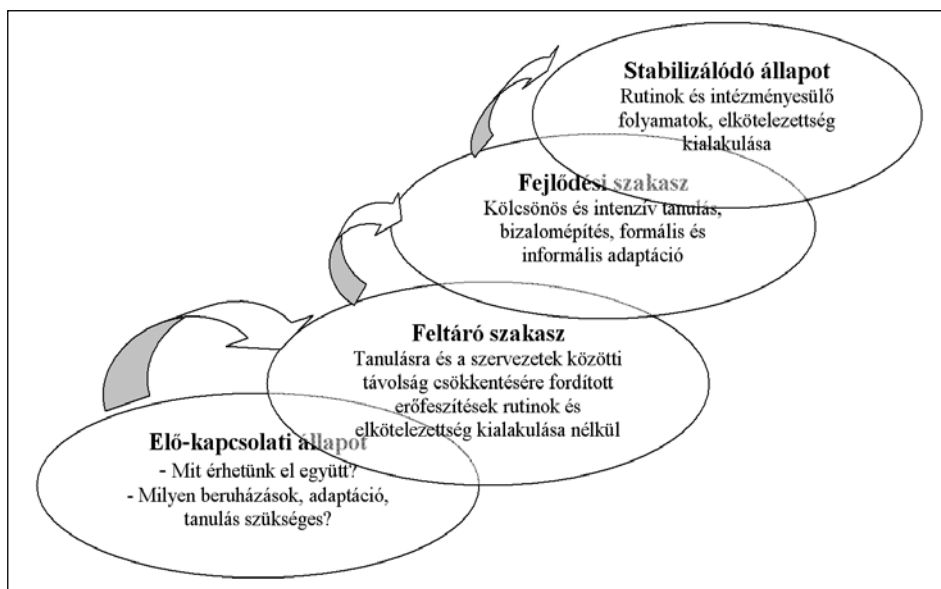 Stabilizálódó állapot
Rutinok és intézményesülő
folyamatok, elkötelezettség
kialakulása
Fejlődési szakasz
Kölcsönös és intenzív tanulás,
bizalomépítés, formális és
informális adaptáció
Feltáró szakasz
Tanulásra és a szervezetek közötti
távolság csökkentésére fordított
erőfeszítések rutinok és
elkötelezettség kialakulása nélkül
Elő-kapcsolati állapot
- Mit érhetünk el együtt?
- Milyen beruházások, adaptáció,
tanulás szükséges?